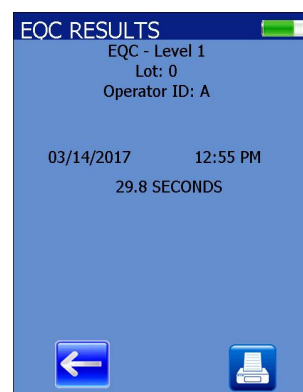 EQC RESULTS
EQC - Level 1
Lot: 0
Operator ID: A
03/14/2017 12:55 PM
29.8 SECONDS